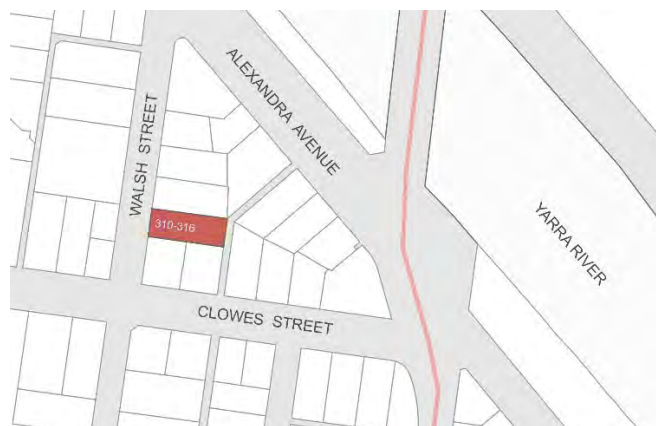 ALEXANDRA AVENUE
WALSH STREET
310-316
YARRA RIVER
CLOWES STREET